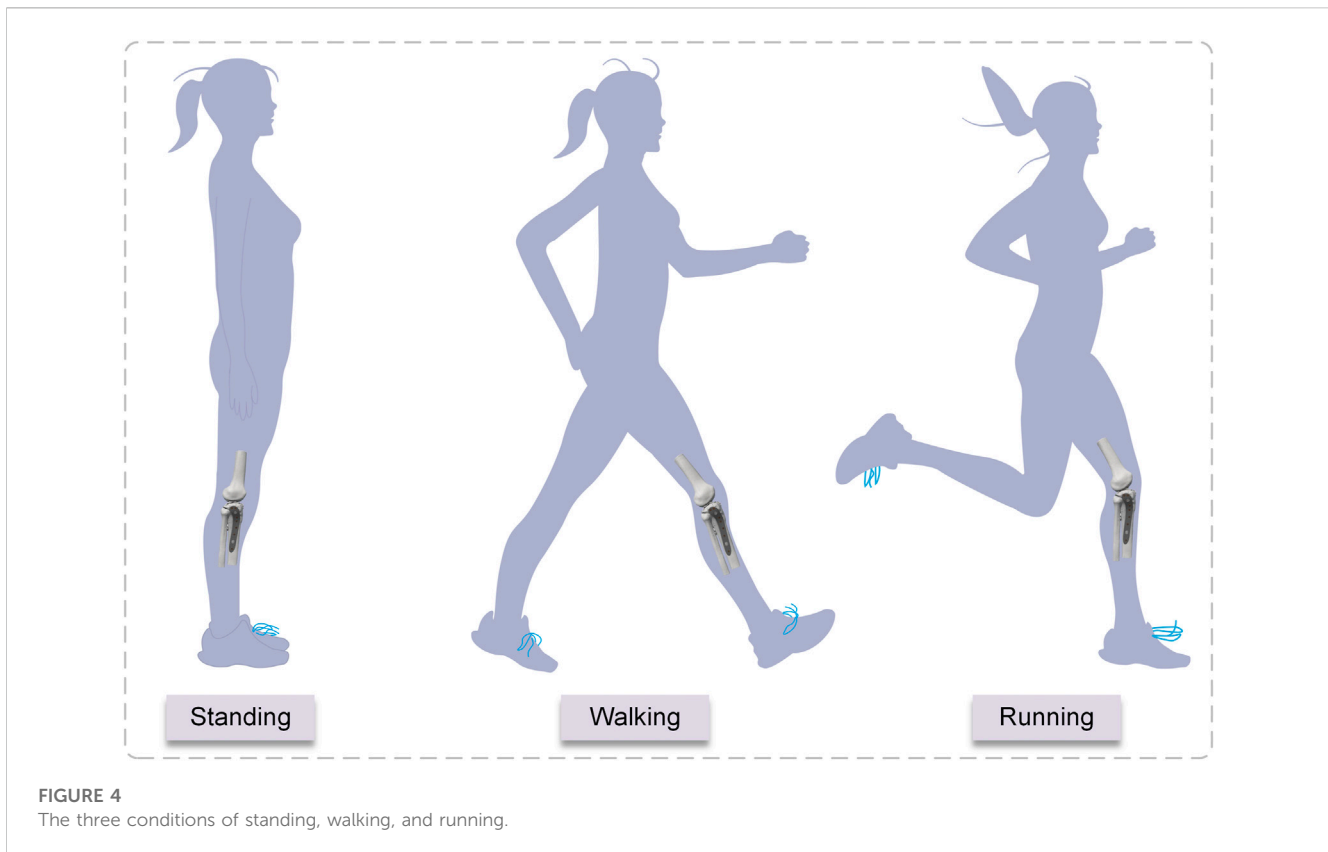 Standing
Walking
Running
FIGURE 4
The three conditions of standing, walking, and running.